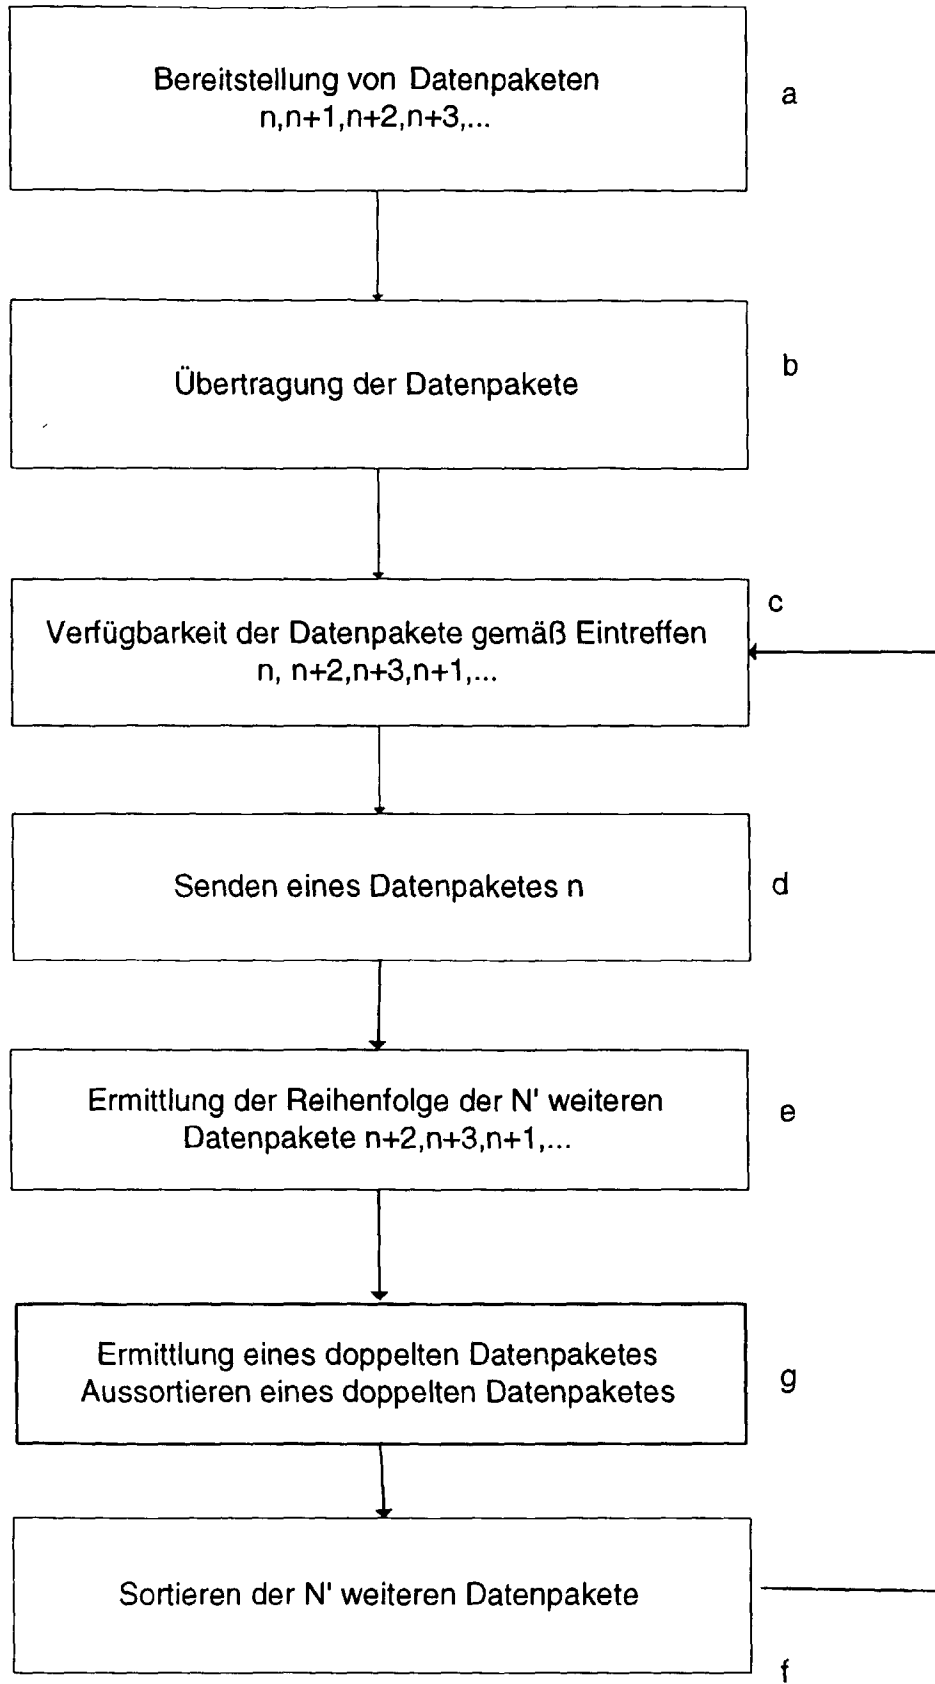 Bereitstellung von Datenpaketen
n,n+1,n+2,n+3,...
a
Übertragung der Datenpakete
b
Verfügbarkeit der Datenpakete gemäß Eintreffen
n, n+2,n+3,n+1,...
c
Senden eines Datenpaketes n
d
Ermittlung der Reihenfolge der N' weiteren
Datenpakete n+2,n+3,n+1,...
e
Ermittlung eines doppelten Datenpaketes
Aussortieren eines doppelten Datenpaketes
g
Sortieren der N' weiteren Datenpakete
f